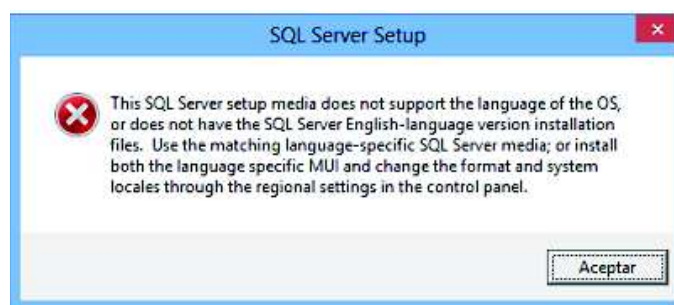 SQL Server Setup
This SQL Server setup media does not support the language of the OS,
or does not have the SQL Server English-language version installation
files. Use the matching language-specific SQL Server media; or install
both the language specific MUI and change the format and system
locales through the regional settings in the control panel.
Aceptar